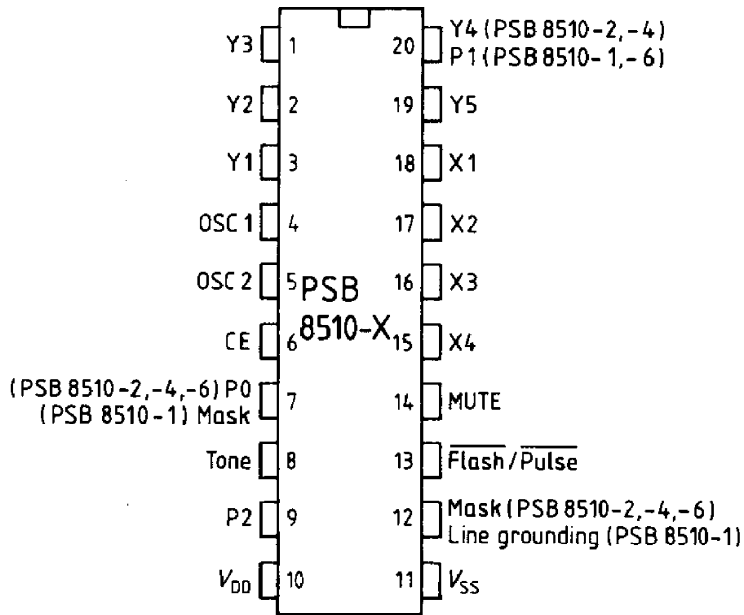 Y3 1
20 Y4 (PSB 8510-2,-4)
P1 (PSB 8510-1,-6)
Y2 2
19 Y5
Y1 3
18 X1
OSC 1 4
17 X2
OSC 2 5
16 X3
PSB
8510-X
CE 6
15 X4
(PSB 8510-2,-4,-6) P0
(PSB 8510-1) Mask
7
14 MUTE
Tone 8
13 Flash/Pulse
P2 9
12 Mask (PSB 8510-2,-4,-6)
Line grounding (PSB 8510-1)
VDD 10
11 VSS